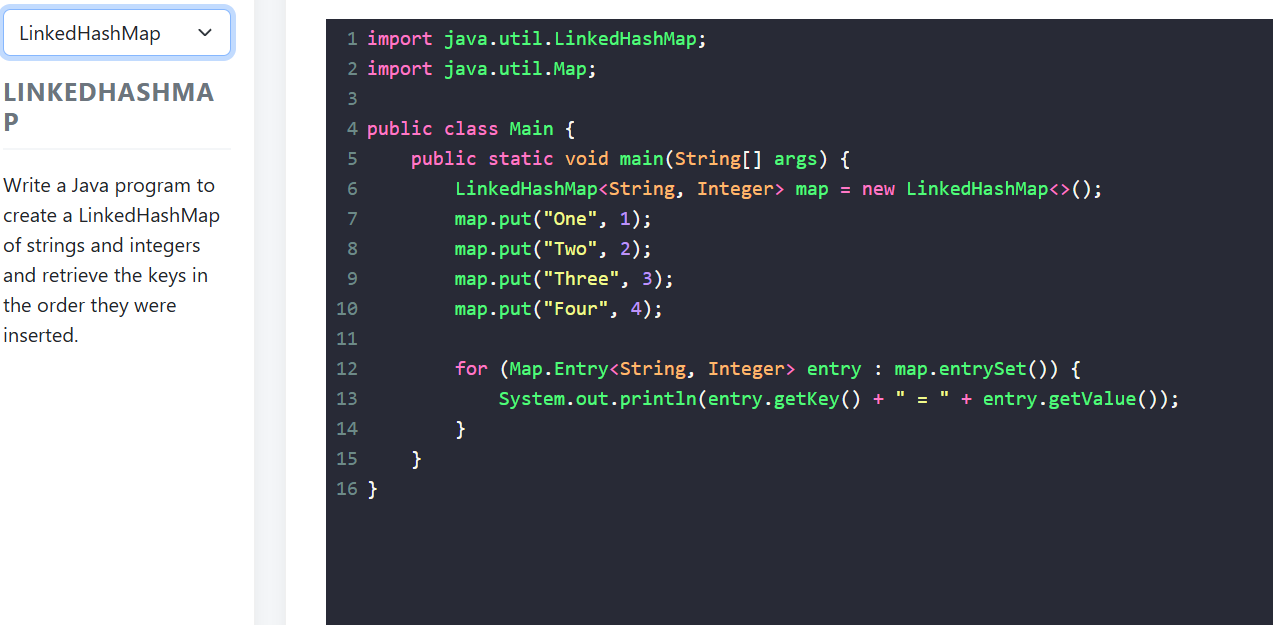 LinkedHashMap
LINKEDHASHMA
P
Write a Java program to
create a LinkedHashMap
of strings and integers
and retrieve the keys in
the order they were
inserted.
1 import java.util.LinkedHashMap;
2 import java.util.Map;
3
4 public class Main {
5     public static void main(String[] args) {
6         LinkedHashMap<String, Integer> map = new LinkedHashMap<>();
7         map.put("One", 1);
8         map.put("Two", 2);
9         map.put("Three", 3);
10         map.put("Four", 4);
11
12         for (Map.Entry<String, Integer> entry : map.entrySet()) {
13             System.out.println(entry.getKey() + " = " + entry.getValue());
14         }
15     }
16 }